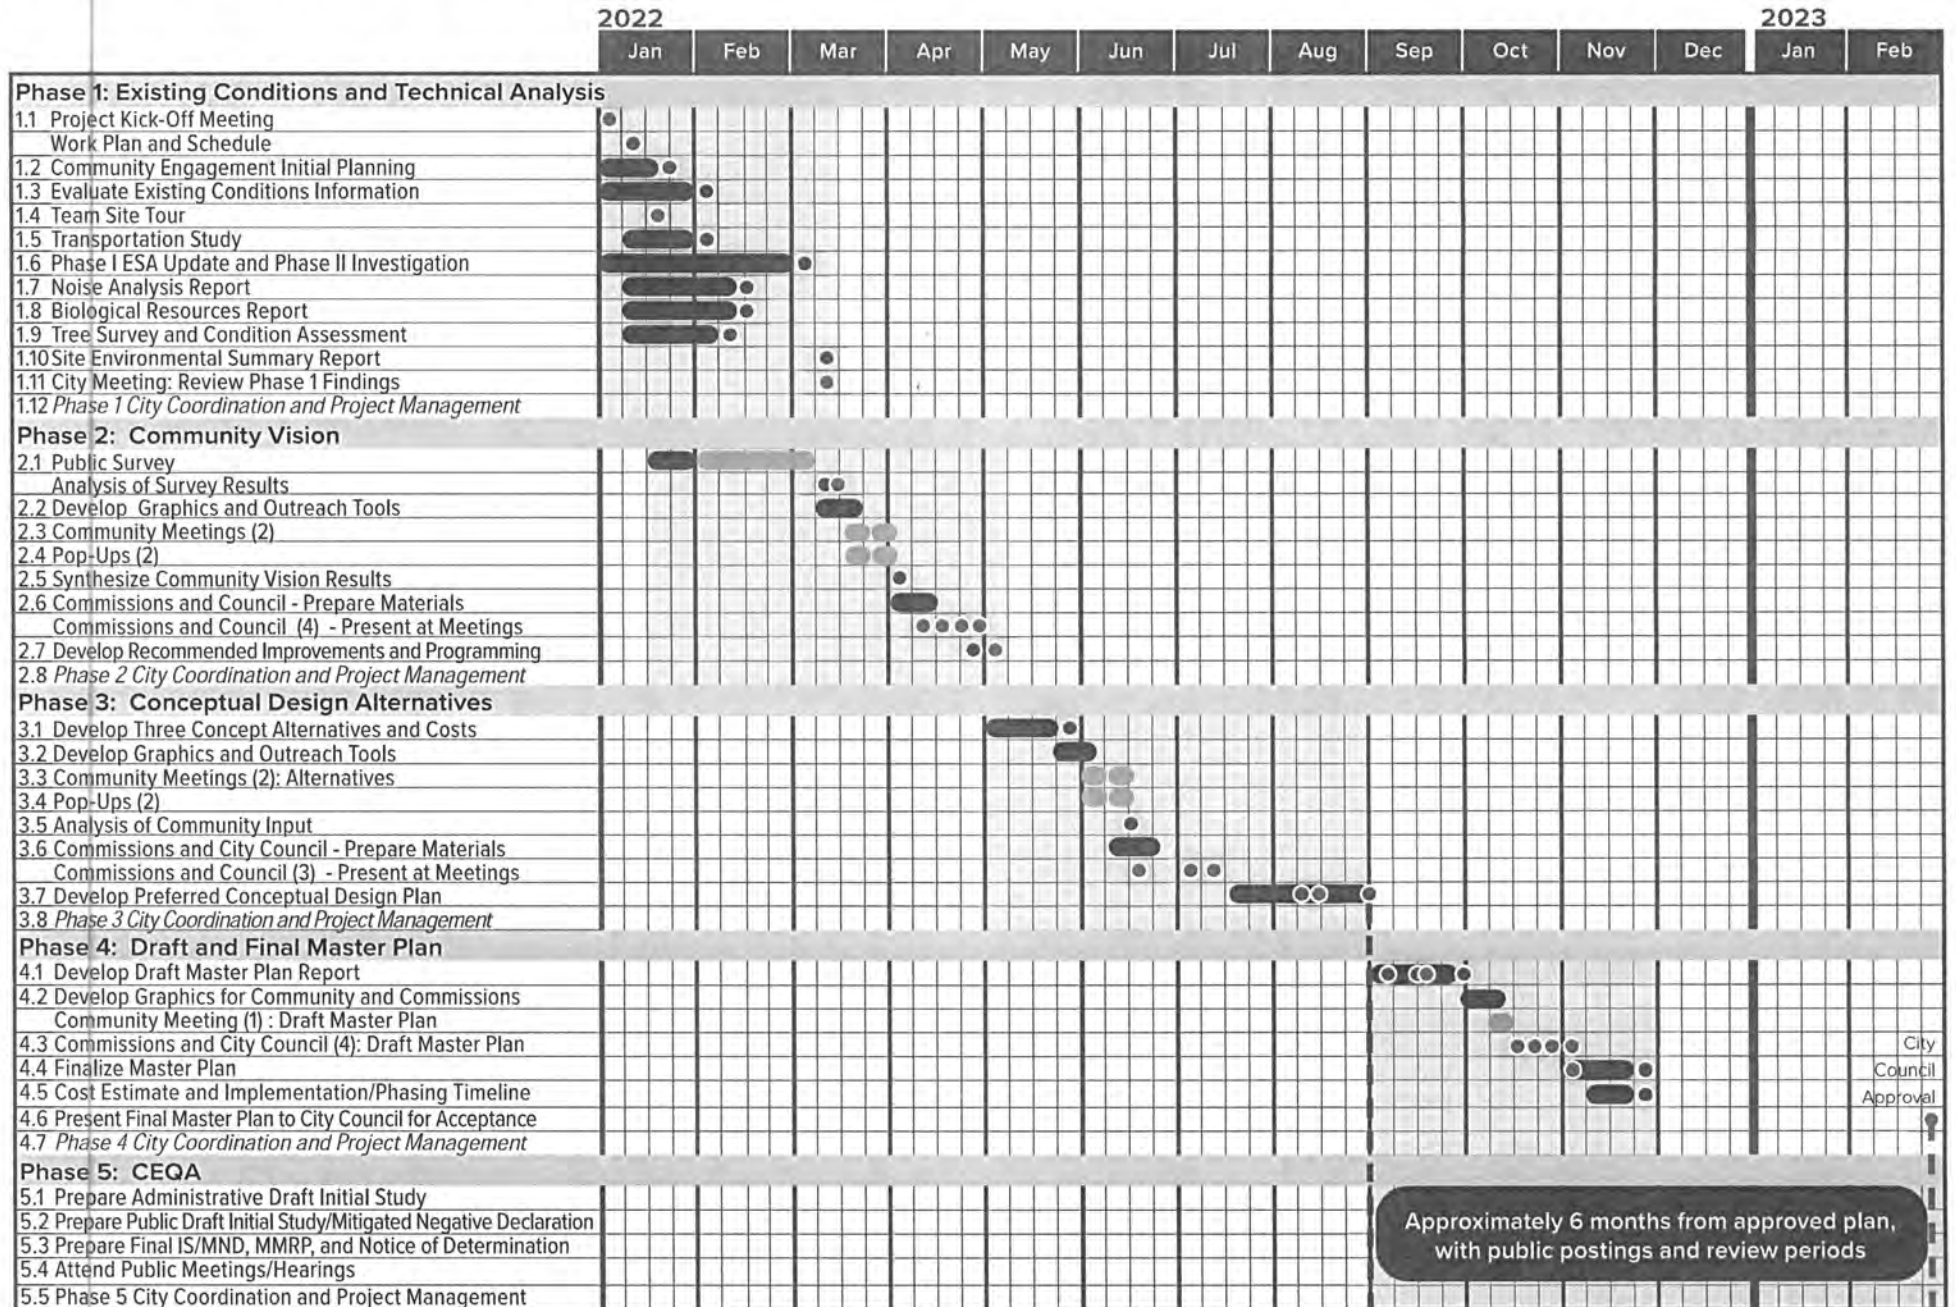 2022 2023
Jan Feb Mar Apr May Jun Jul Aug Sep Oct Nov Dec Jan Feb
Phase 1: Existing Conditions and Technical Analysis
1.1 Project Kick-Off Meeting
Work Plan and Schedule
1.2 Community Engagement Initial Planning
1.3 Evaluate Existing Conditions Information
1.4 Team Site Tour
1.5 Transportation Study
1.6 Phase I ESA Update and Phase II Investigation
1.7 Noise Analysis Report
1.8 Biological Resources Report
1.9 Tree Survey and Condition Assessment
1.10 Site Environmental Summary Report
1.11 City Meeting: Review Phase 1 Findings
1.12 Phase 1 City Coordination and Project Management
Phase 2: Community Vision
2.1 Public Survey
Analysis of Survey Results
2.2 Develop Graphics and Outreach Tools
2.3 Community Meetings (2)
2.4 Pop-Ups (2)
2.5 Synthesize Community Vision Results
2.6 Commissions and Council - Prepare Materials
Commissions and Council (4) - Present at Meetings
2.7 Develop Recommended Improvements and Programming
2.8 Phase 2 City Coordination and Project Management
Phase 3: Conceptual Design Alternatives
3.1 Develop Three Concept Alternatives and Costs
3.2 Develop Graphics and Outreach Tools
3.3 Community Meetings (2): Alternatives
3.4 Pop-Ups (2)
3.5 Analysis of Community Input
3.6 Commissions and City Council - Prepare Materials
Commissions and Council (3) - Present at Meetings
3.7 Develop Preferred Conceptual Design Plan
3.8 Phase 3 City Coordination and Project Management
Phase 4: Draft and Final Master Plan
4.1 Develop Draft Master Plan Report
4.2 Develop Graphics for Community and Commissions
Community Meeting (1) : Draft Master Plan
4.3 Commissions and City Council (4): Draft Master Plan
City
4.4 Finalize Master Plan
Council
4.5 Cost Estimate and Implementation/Phasing Timeline
Approval
4.6 Present Final Master Plan to City Council for Acceptance
4.7 Phase 4 City Coordination and Project Management
Phase 5: CEQA
5.1 Prepare Administrative Draft Initial Study
5.2 Prepare Public Draft Initial Study/Mitigated Negative Declaration
5.3 Prepare Final IS/MND, MMRP, and Notice of Determination
5.4 Attend Public Meetings/Hearings
5.5 Phase 5 City Coordination and Project Management
Approximately 6 months from approved plan,
with public postings and review periods